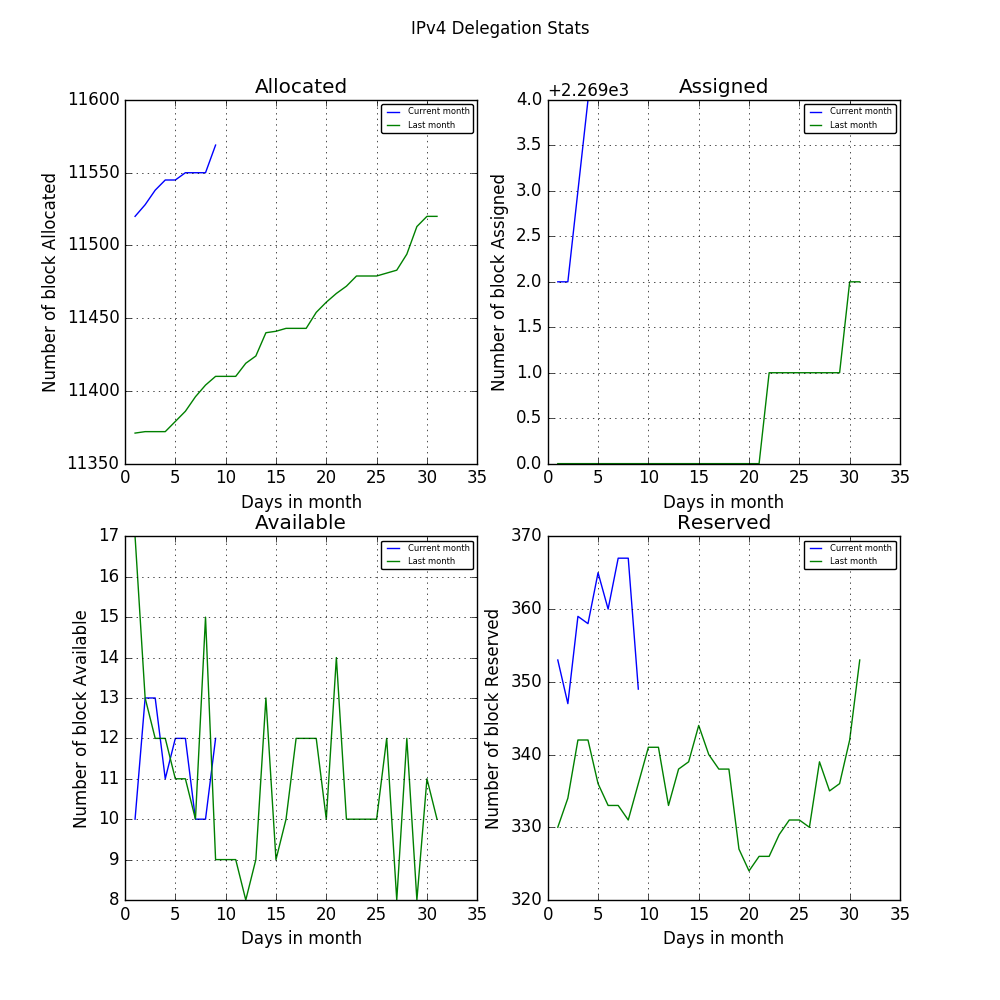 IPv4 Delegation Stats
Allocated
Number of block Allocated
11600
11550
11500
11450
11400
11350
0 5 10 15 20 25 30 35
Days in month
Current month
Last month
Assigned
+2.269e3
Number of block Assigned
4.0
3.5
3.0
2.5
2.0
1.5
1.0
0.5
0.0
0 5 10 15 20 25 30 35
Days in month
Current month
Last month
Available
Number of block Available
17
16
15
14
13
12
11
10
9
8
0 5 10 15 20 25 30 35
Days in month
Current month
Last month
Reserved
Number of block Reserved
370
360
350
340
330
320
0 5 10 15 20 25 30 35
Days in month
Current month
Last month